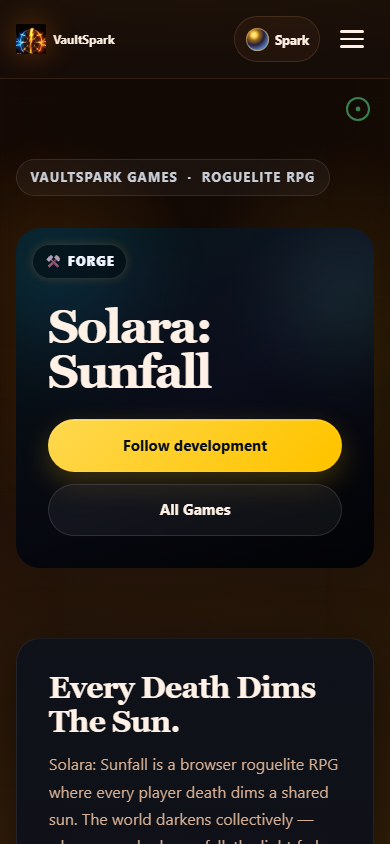 VaultSpark
Spark
VAULTSPARK GAMES · ROGUELITE RPG
FORGE
Solara:
Sunfall
Follow development
All Games
Every Death Dims
The Sun.
Solara: Sunfall is a browser roguelite RPG
where every player death dims a shared
sun. The world darkens collectively —